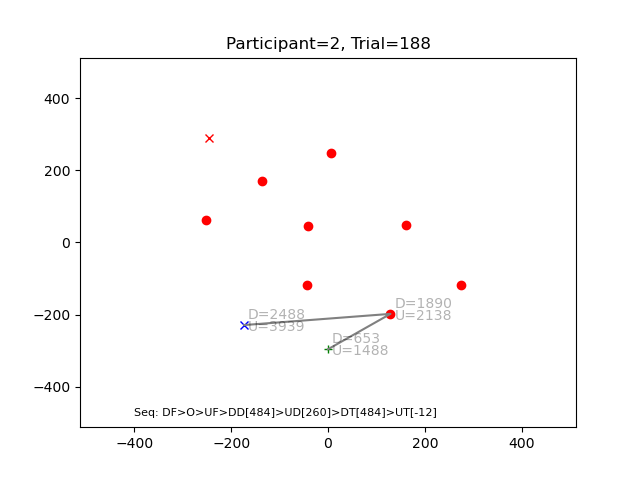 Participant=2, Trial=188
400
200
0
−200
−400
D=1890
U=2138
D=2488
U=3939
D=653
U=1488
Seq: DF>O>UF>DD[484]>UD[260]>DT[484]>UT[-12]
−400 −200 0 200 400